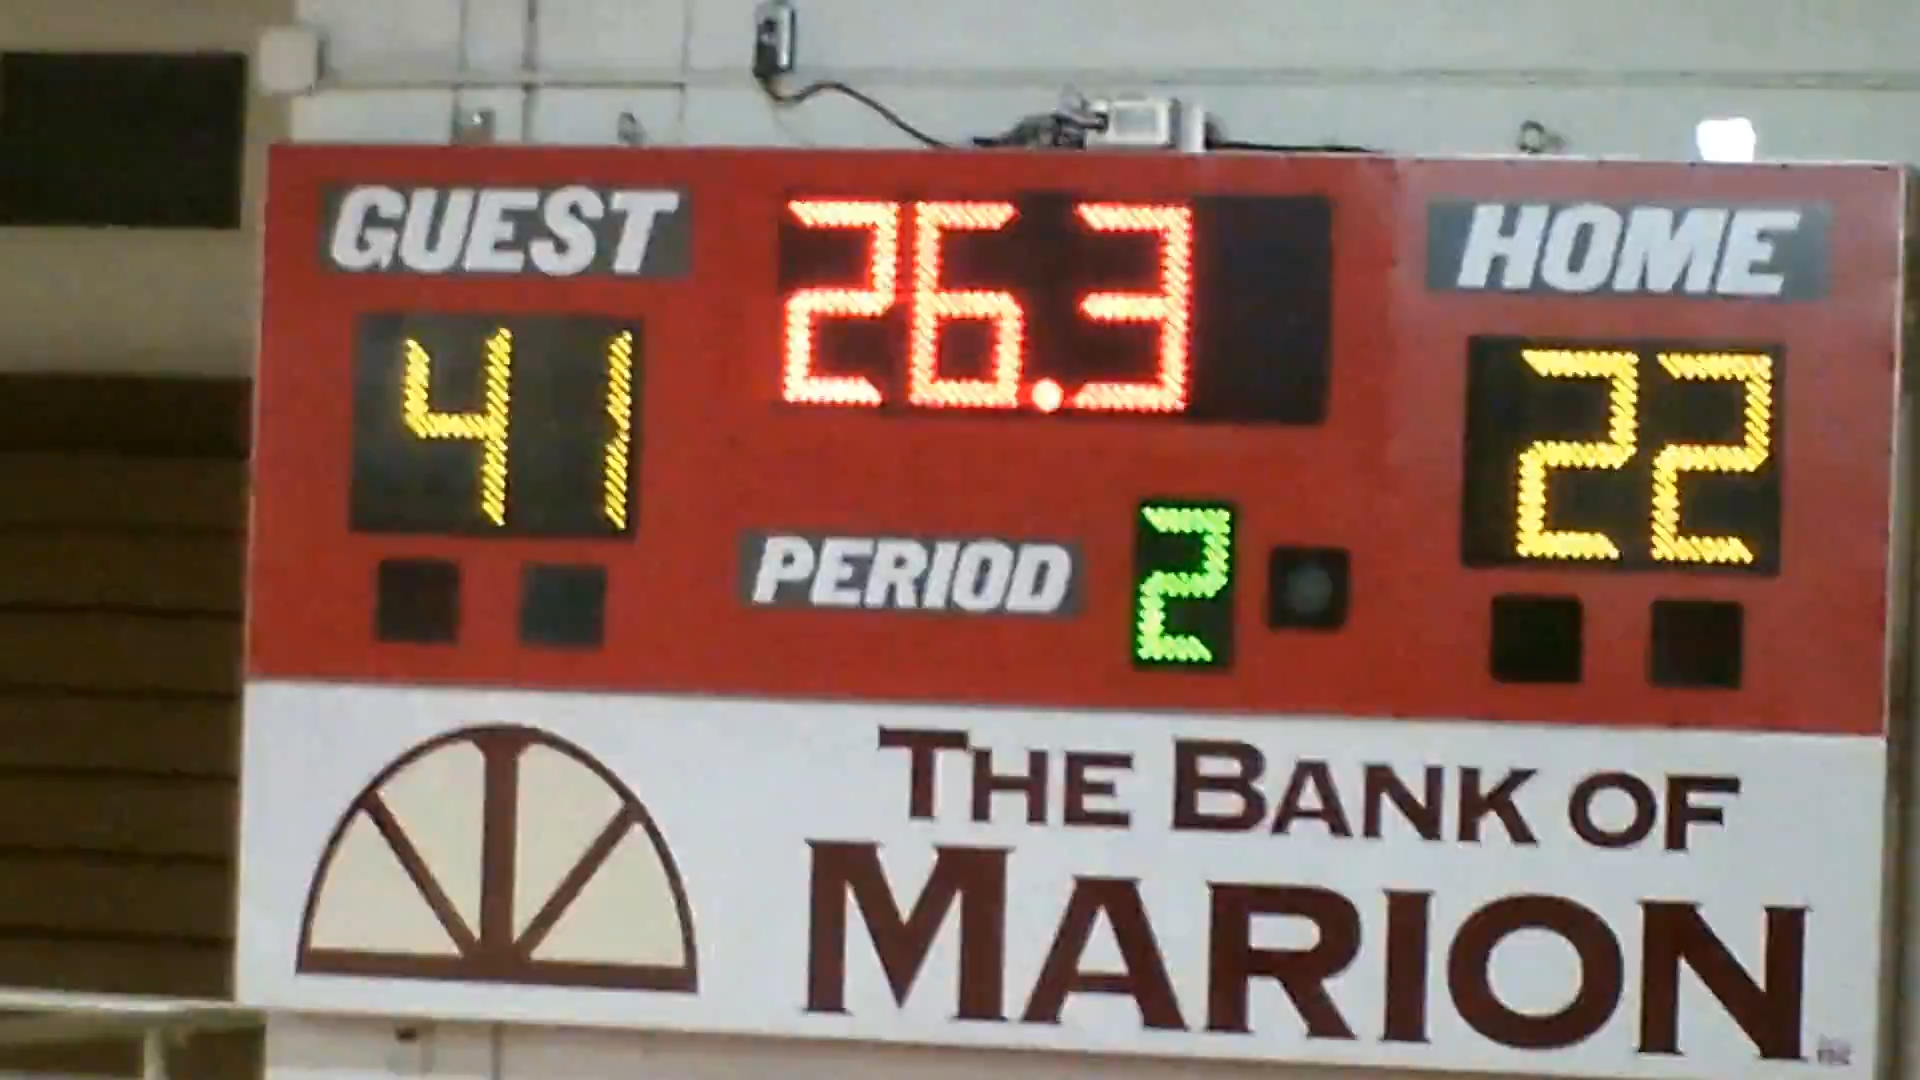 GUEST 26.3 HOME
41 22
PERIOD 2
THE BANK OF
MARION